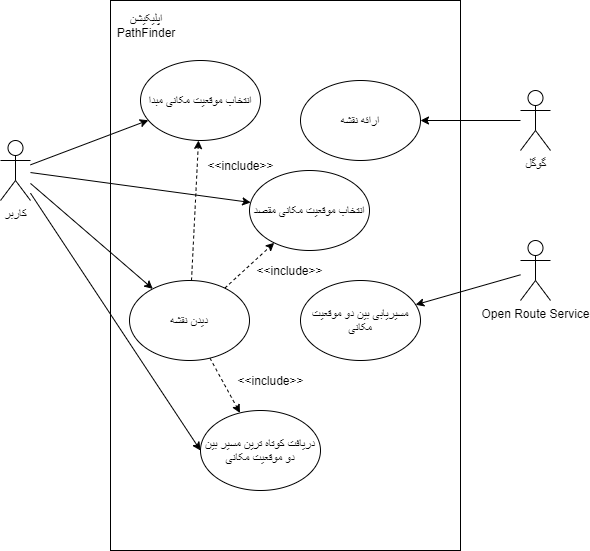 اپلیکیشن
PathFinder
انتخاب موقعیت مکانی مبدا
ارائه نقشه
گوگل
<<include>>
کاربر
انتخاب موقعیت مکانی مقصد
<<include>>
دیدن نقشه
مسیریابی بین دو موقعیت
مکانی
Open Route Service
<<include>>
دریافت کوتاه ترین مسیر بین
دو موقعیت مکانی